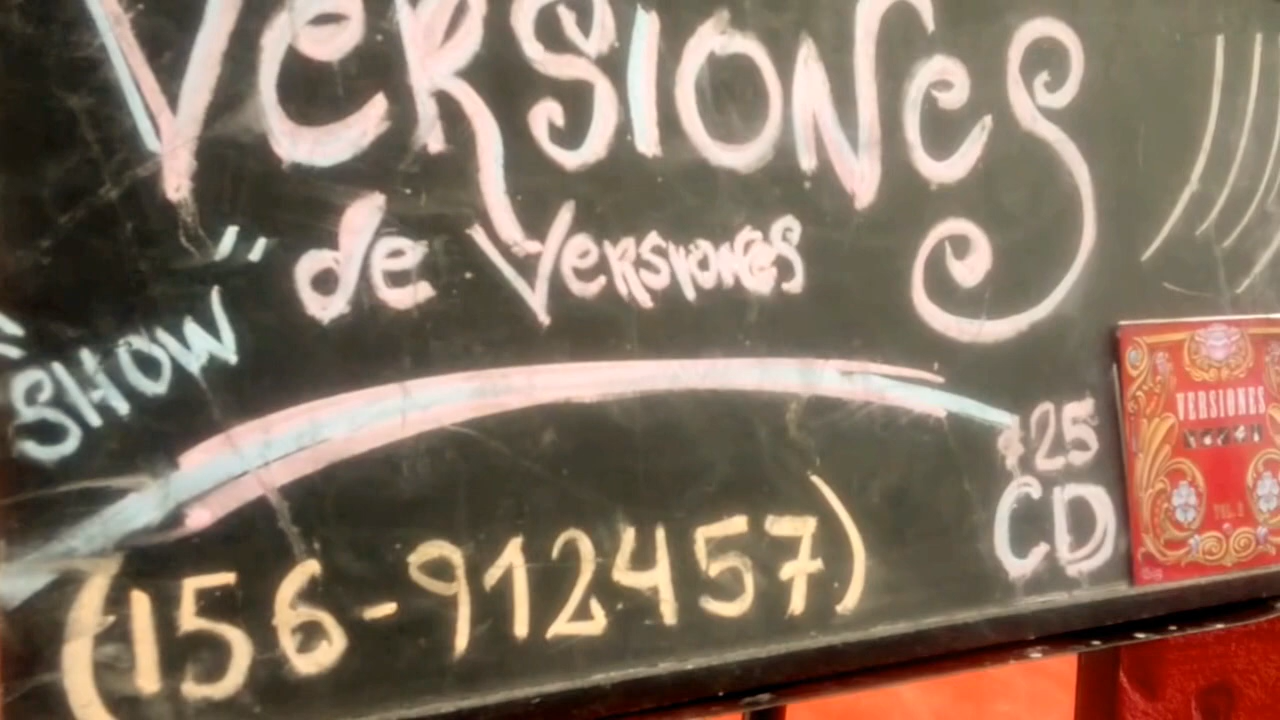 VERSIONES
de VERSIONES
"SHOW"
$25
CD
(156-912457)
VERSIONES